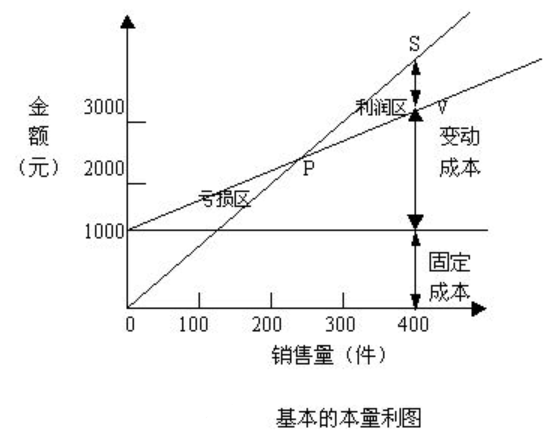 S
金
额
（元）
3000
2000
1000
利润区
V
变动
成本
P
亏损区
固定
成本
0
100
200
300
400
销售量（件）
基本的本量利图